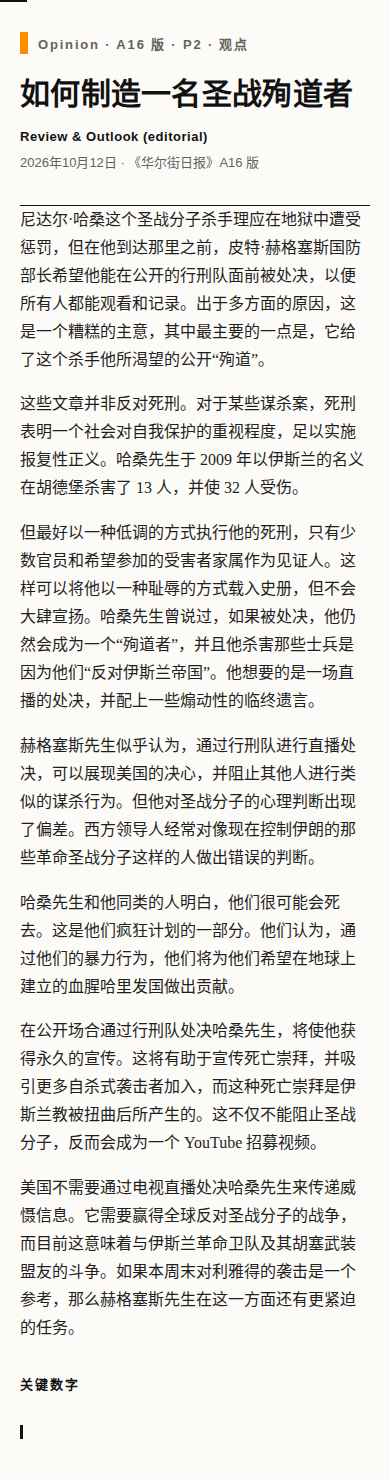 Opinion · A16 版 · P2 · 观点
如何制造一名圣战殉道者
Review & Outlook (editorial)
2026年10月12日 · 《华尔街日报》A16 版
尼达尔·哈桑这个圣战分子杀手理应在地狱中遭受
惩罚，但在他到达那里之前，皮特·赫格塞斯国防
部长希望他能在公开的行刑队面前被处决，以便
所有人都能观看和记录。出于多方面的原因，这
是一个糟糕的主意，其中最主要的一点是，它给
了这个杀手他所渴望的公开“殉道”。
这些文章并非反对死刑。对于某些谋杀案，死刑
表明一个社会对自我保护的重视程度，足以实施
报复性正义。哈桑先生于 2009 年以伊斯兰的名义
在胡德堡杀害了 13 人，并使 32 人受伤。
但最好以一种低调的方式执行他的死刑，只有少
数官员和希望参加的受害者家属作为见证人。这
样可以将他以一种耻辱的方式载入史册，但不会
大肆宣扬。哈桑先生曾说过，如果被处决，他仍
然会成为一个“殉道者”，并且他杀害那些士兵是
因为他们“反对伊斯兰帝国”。他想要的是一场直
播的处决，并配上一些煽动性的临终遗言。
赫格塞斯先生似乎认为，通过行刑队进行直播处
决，可以展现美国的决心，并阻止其他人进行类
似的谋杀行为。但他对圣战分子的心理判断出现
了偏差。西方领导人经常对像现在控制伊朗的那
些革命圣战分子这样的人做出错误的判断。
哈桑先生和他同类的人明白，他们很可能会死
去。这是他们疯狂计划的一部分。他们认为，通
过他们的暴力行为，他们将为他们希望在地球上
建立的血腥哈里发国做出贡献。
在公开场合通过行刑队处决哈桑先生，将使他获
得永久的宣传。这将有助于宣传死亡崇拜，并吸
引更多自杀式袭击者加入，而这种死亡崇拜是伊
斯兰教被扭曲后所产生的。这不仅不能阻止圣战
分子，反而会成为一个 YouTube 招募视频。
美国不需要通过电视直播处决哈桑先生来传递威
慑信息。它需要赢得全球反对圣战分子的战争，
而目前这意味着与伊斯兰革命卫队及其胡塞武装
盟友的斗争。如果本周末对利雅得的袭击是一个
参考，那么赫格塞斯先生在这一方面还有更紧迫
的任务。
关键数字